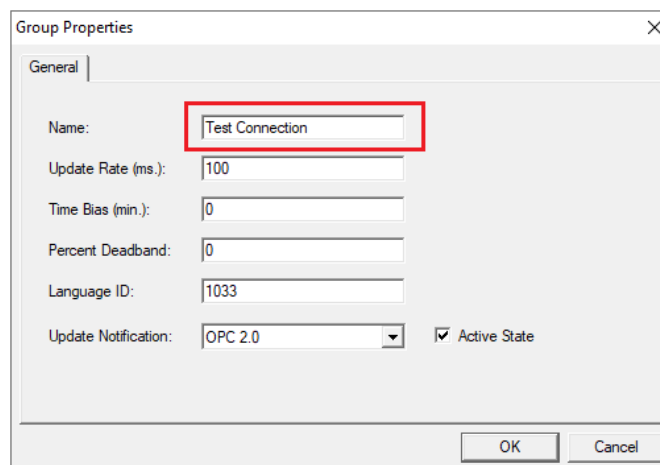 Group Properties
General
Name: Test Connection
Update Rate (ms.): 100
Time Bias (min.): 0
Percent Deadband: 0
Language ID: 1033
Update Notification: OPC 2.0 Active State
OK Cancel